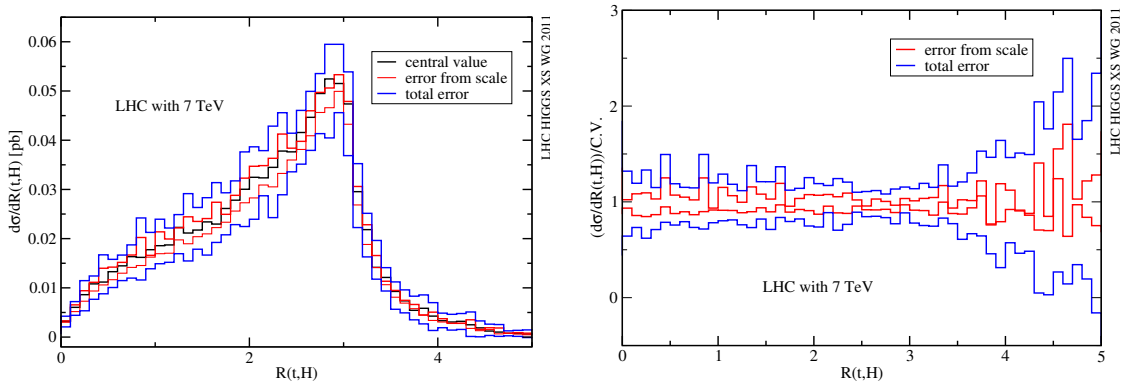 0.06
0.05
0.04
0.03
0.02
0.01
0
dσ/dR(t,H) [pb]
LHC with 7 TeV
central value
error from scale
total error
0
2
4
R(t,H)
LHC HIGGS XS WG 2011
3
2
1
0
(dσ/dR(t,H))/C.V.
error from scale
total error
LHC with 7 TeV
0
1
2
3
4
5
R(t,H)
LHC HIGGS XS WG 2011